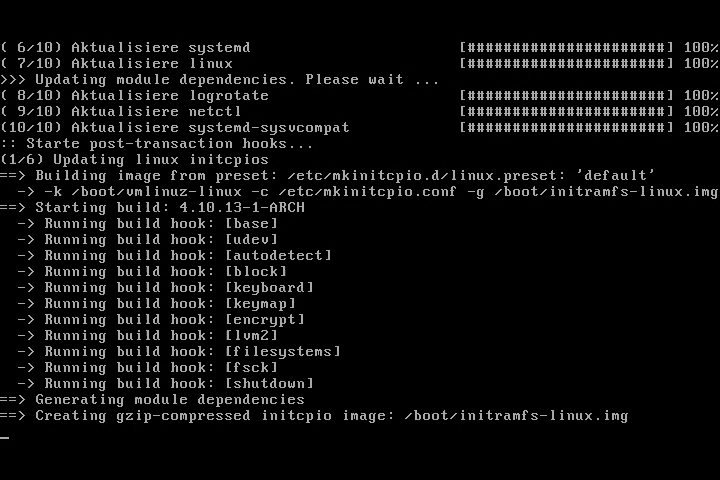 ( 6/10) Aktualisiere systemd [######################] 100%
( 7/10) Aktualisiere linux [######################] 100%
>>> Updating module dependencies. Please wait ...
( 8/10) Aktualisiere logrotate [######################] 100%
( 9/10) Aktualisiere netctl [######################] 100%
(10/10) Aktualisiere systemd-sysvcompat [######################] 100%
:: Starte post-transaction hooks...
(1/6) Updating linux initcpios
==> Building image from preset: /etc/mkinitcpio.d/linux.preset: 'default'
  -> -k /boot/vmlinuz-linux -c /etc/mkinitcpio.conf -g /boot/initramfs-linux.img
==> Starting build: 4.10.13-1-ARCH
  -> Running build hook: [base]
  -> Running build hook: [udev]
  -> Running build hook: [autodetect]
  -> Running build hook: [block]
  -> Running build hook: [keyboard]
  -> Running build hook: [keymap]
  -> Running build hook: [encrypt]
  -> Running build hook: [lvm2]
  -> Running build hook: [filesystems]
  -> Running build hook: [fsck]
  -> Running build hook: [shutdown]
==> Generating module dependencies
==> Creating gzip-compressed initcpio image: /boot/initramfs-linux.img
_